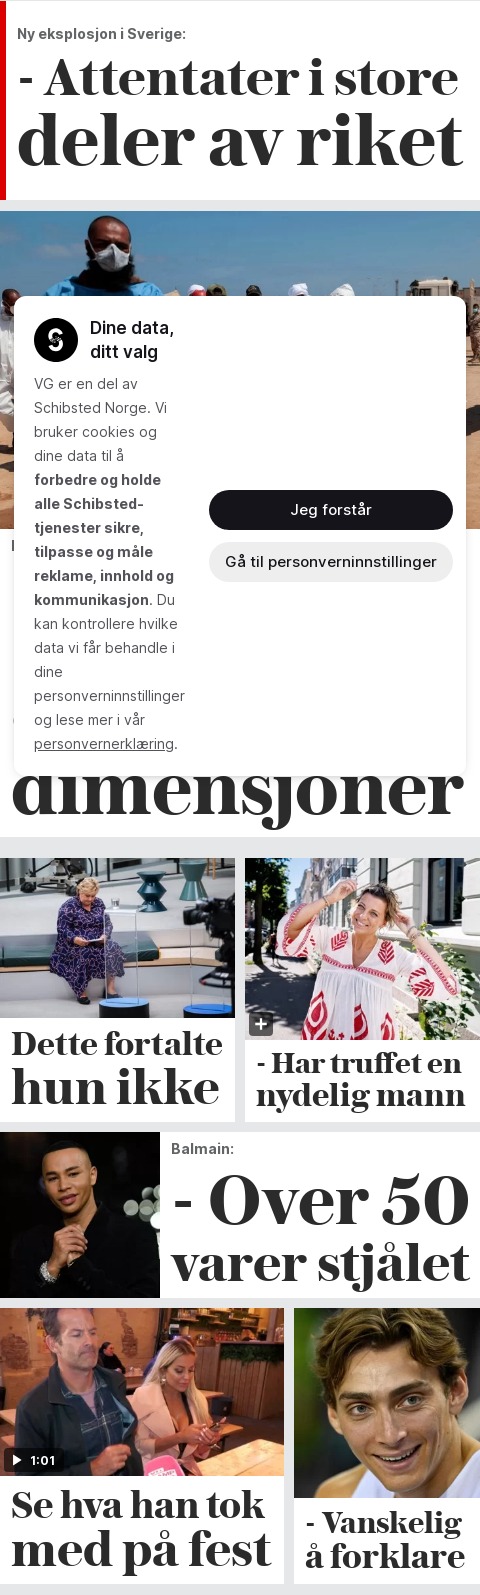 Ny eksplosjon i Sverige:
- Attentater i store
deler av riket
Dine data,
ditt valg
VG er en del av
Schibsted Norge. Vi
bruker cookies og
dine data til å
forbedre og holde
alle Schibsted-
tjenester sikre,
tilpasse og måle
reklame, innhold og
kommunikasjon. Du
kan kontrollere hvilke
data vi får behandle i
dine
personverninnstillinger
og lese mer i vår
personvernerklæring.
Jeg forstår
Gå til personverninnstillinger
dimensjoner
Dette fortalte
hun ikke
- Har truffet en
nydelig mann
Balmain:
- Over 50
varer stjålet
1:01
Se hva han tok
med på fest
- Vanskelig
å forklare